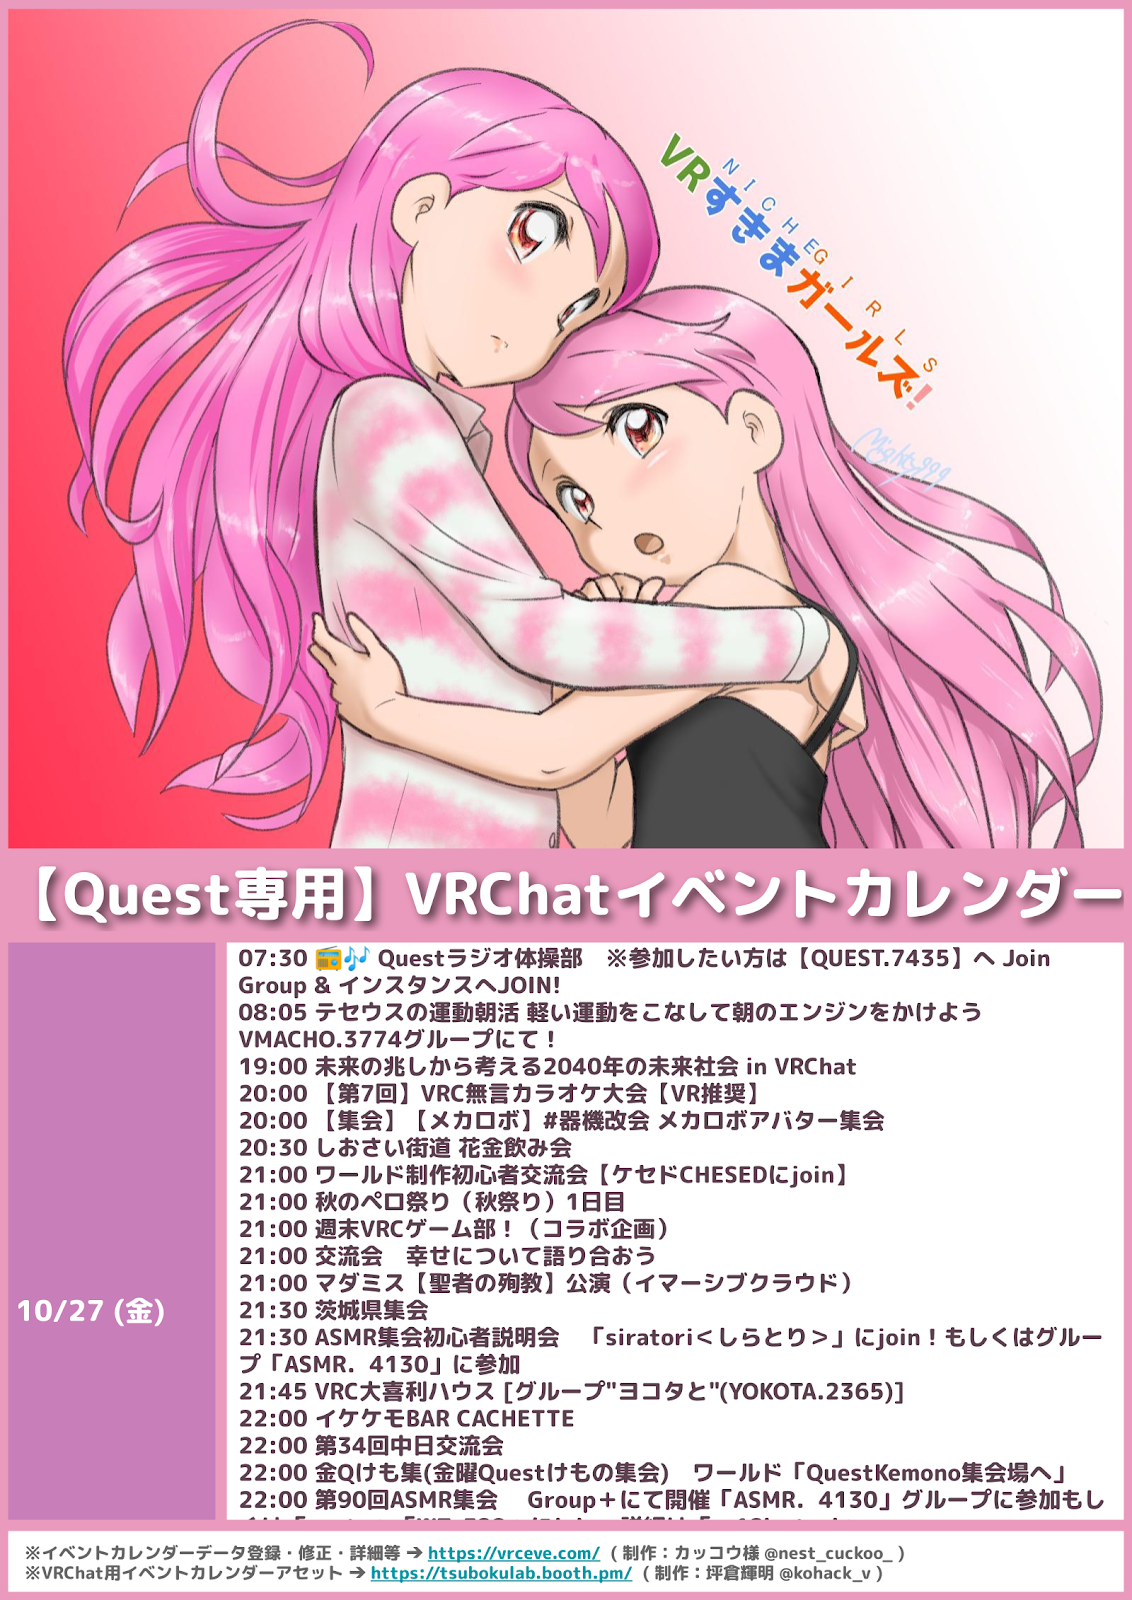 NICHE GIRLS
VRすきまガールズ!
Mighty999
【Quest専用】VRChatイベントカレンダー
10/27 (金)
07:30 📻🎶 Questラジオ体操部　※参加したい方は【QUEST.7435】へ Join
Group & インスタンスへJOIN!
08:05 テセウスの運動朝活 軽い運動をこなして朝のエンジンをかけよう
VMACHO.3774グループにて！
19:00 未来の兆しから考える2040年の未来社会 in VRChat
20:00 【第7回】VRC無言カラオケ大会【VR推奨】
20:00 【集会】【メカロボ】#器機改会 メカロボアバター集会
20:30 しおさい街道 花金飲み会
21:00 ワールド制作初心者交流会【ケセドCHESEDにjoin】
21:00 秋のペロ祭り（秋祭り）1日目
21:00 週末VRCゲーム部！（コラボ企画）
21:00 交流会　幸せについて語り合おう
21:00 マダミス【聖者の殉教】公演（イマーシブクラウド）
21:30 茨城県集会
21:30 ASMR集会初心者説明会　「siratori＜しらとり＞」にjoin！もしくはグルー
プ「ASMR．4130」に参加
21:45 VRC大喜利ハウス [グループ"ヨコタと"(YOKOTA.2365)]
22:00 イケケモBAR CACHETTE
22:00 第34回中日交流会
22:00 金Qけも集(金曜Questけもの集会)　ワールド「QuestKemono集会場へ」
22:00 第90回ASMR集会　Group＋にて開催「ASMR．4130」グループに参加もし
※イベントカレンダーデータ登録・修正・詳細等 ➔ https://vrceve.com/ ( 制作：カッコウ様 @nest_cuckoo_ )
※VRChat用イベントカレンダーアセット ➔ https://tsubokulab.booth.pm/ ( 制作：坪倉輝明 @kohack_v )